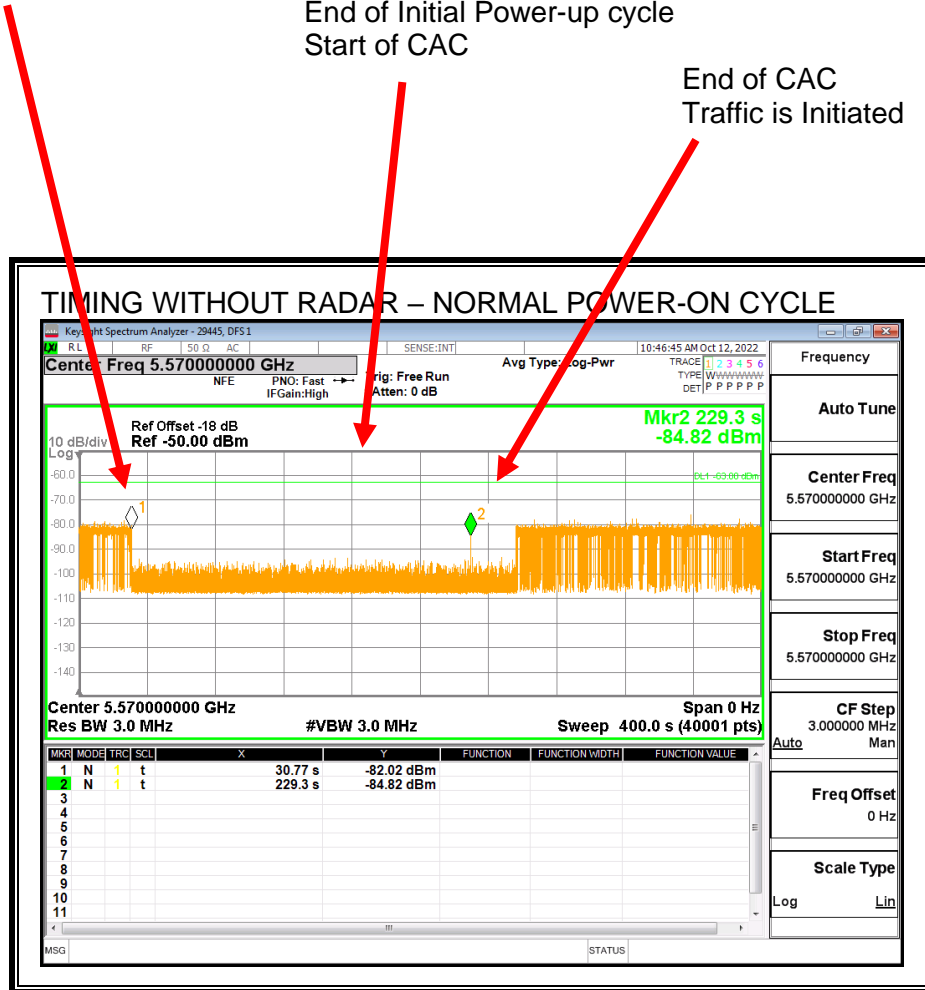 End of Initial Power-up cycle
Start of CAC
End of CAC
Traffic is Initiated
TIMING WITHOUT RADAR – NORMAL POWER-ON CYCLE
Keysight Spectrum Analyzer - 29445, DFS 1
LXI RL RF 50 Ω AC SENSE:INT 10:46:45 AM Oct 12, 2022
Center Freq 5.570000000 GHz
NFE
PNO: Fast
IFGain:High
Trig: Free Run
Atten: 0 dB
Avg Type: Log-Pwr
TRACE 1 2 3 4 5 6
TYPE W
DET P P P P P P
Mkr2 229.3 s
-84.82 dBm
Ref Offset -18 dB
10 dB/div Ref -50.00 dBm
Log
-60.0
-70.0
-80.0
-90.0
-100
-110
-120
-130
-140
1
2
Center 5.570000000 GHz Span 0 Hz
Res BW 3.0 MHz #VBW 3.0 MHz Sweep 400.0 s (40001 pts)
MKR MODE TRC SCL X Y FUNCTION FUNCTION WIDTH FUNCTION VALUE
1 N 1 t 30.77 s -82.02 dBm
2 N 1 t 229.3 s -84.82 dBm
3
4
5
6
7
8
9
10
11
MSG STATUS
Frequency
Auto Tune
Center Freq
5.570000000 GHz
Start Freq
5.570000000 GHz
Stop Freq
5.570000000 GHz
CF Step
3.000000 MHz
Auto Man
Freq Offset
0 Hz
Scale Type
Log Lin